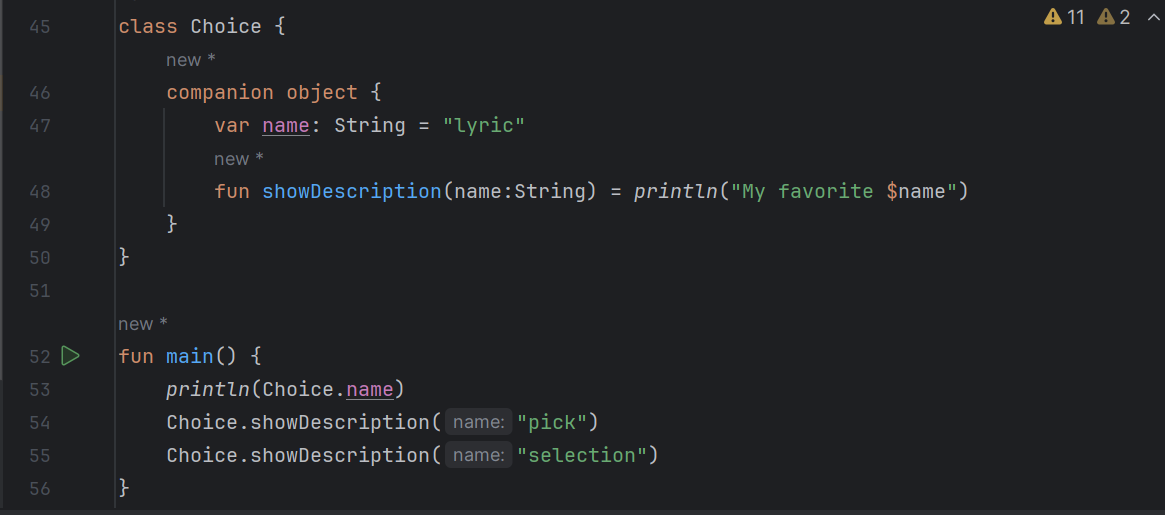 11 2
45 class Choice {
new *
46 companion object {
47 var name: String = "lyric"
new *
48 fun showDescription(name:String) = println("My favorite $name")
49 }
50 }
51
new *
52 fun main() {
53 println(Choice.name)
54 Choice.showDescription( name: "pick")
55 Choice.showDescription( name: "selection")
56 }